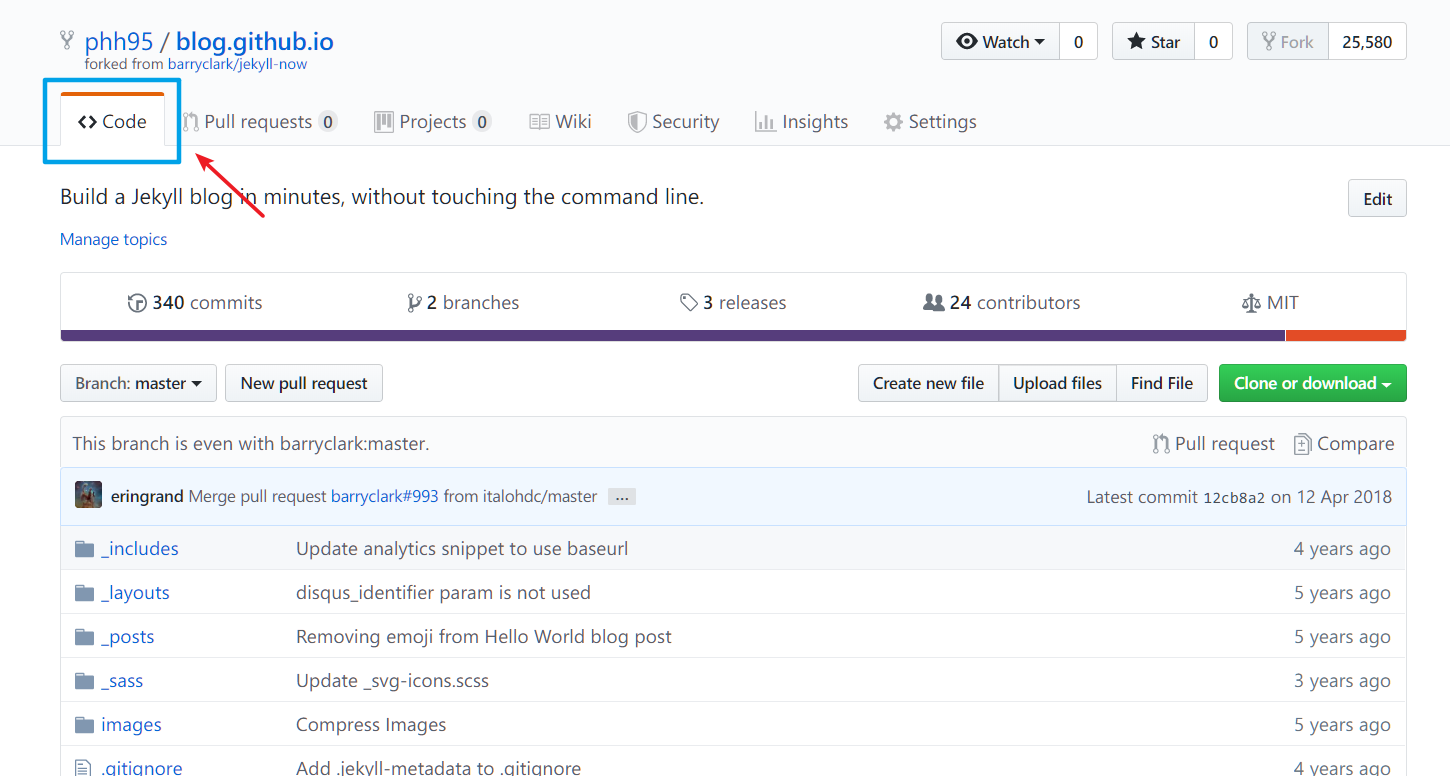 phh95 / blog.github.io
Watch 0 Star 0 Fork 25,580
forked from barryclark/jekyll-now
Code Pull requests 0 Projects 0 Wiki Security Insights Settings
Build a Jekyll blog in minutes, without touching the command line.
Edit
Manage topics
340 commits 2 branches 3 releases 24 contributors MIT
Branch: master New pull request Create new file Upload files Find File Clone or download
This branch is even with barryclark:master. Pull request Compare
eringrand Merge pull request barryclark#993 from italohdc/master ... Latest commit 12cb8a2 on 12 Apr 2018
_includes Update analytics snippet to use baseurl 4 years ago
_layouts disqus_identifier param is not used 5 years ago
_posts Removing emoji from Hello World blog post 5 years ago
_sass Update _svg-icons.scss 3 years ago
images Compress Images 5 years ago
.gitignore Add .jekyll-metadata to .gitignore 4 years ago